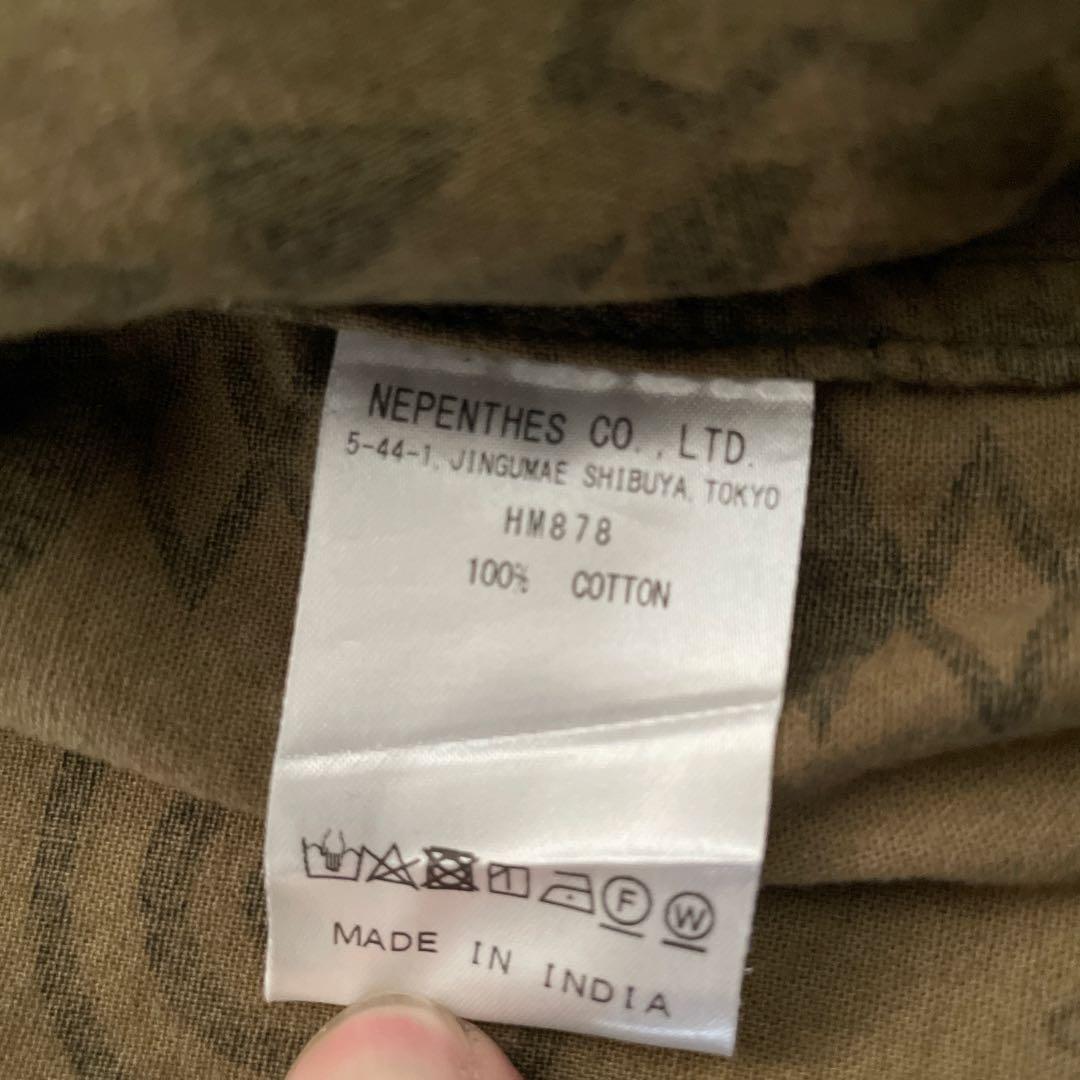 NEPENTHES CO., LTD.
5-44-1, JINGUMAE SHIBUYA, TOKYO
HM878
100% COTTON
F W
MADE IN INDIA